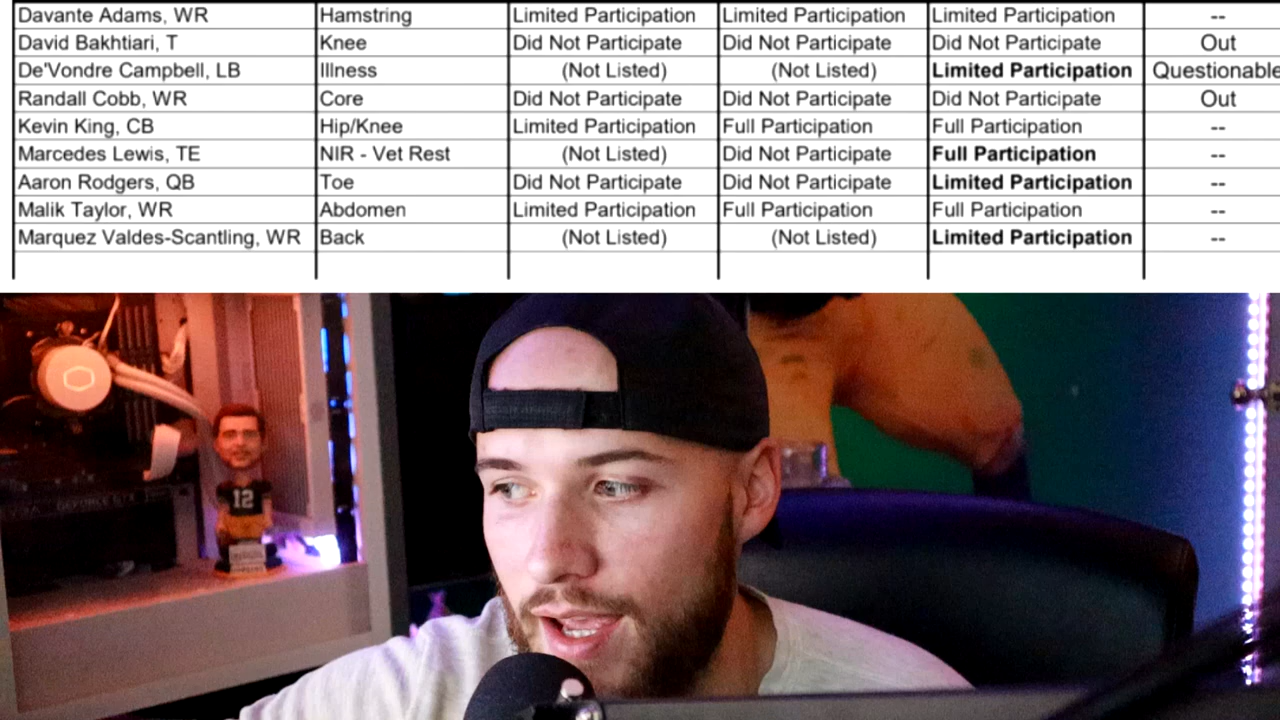 Davante Adams, WR Hamstring Limited Participation Limited Participation Limited Participation --
David Bakhtiari, T Knee Did Not Participate Did Not Participate Did Not Participate Out
De'Vondre Campbell, LB Illness (Not Listed) (Not Listed) Limited Participation Questionable
Randall Cobb, WR Core Did Not Participate Did Not Participate Did Not Participate Out
Kevin King, CB Hip/Knee Limited Participation Full Participation Full Participation --
Marcedes Lewis, TE NIR - Vet Rest (Not Listed) Did Not Participate Full Participation --
Aaron Rodgers, QB Toe Did Not Participate Did Not Participate Limited Participation --
Malik Taylor, WR Abdomen Limited Participation Full Participation Full Participation --
Marquez Valdes-Scantling, WR Back (Not Listed) (Not Listed) Limited Participation --
12